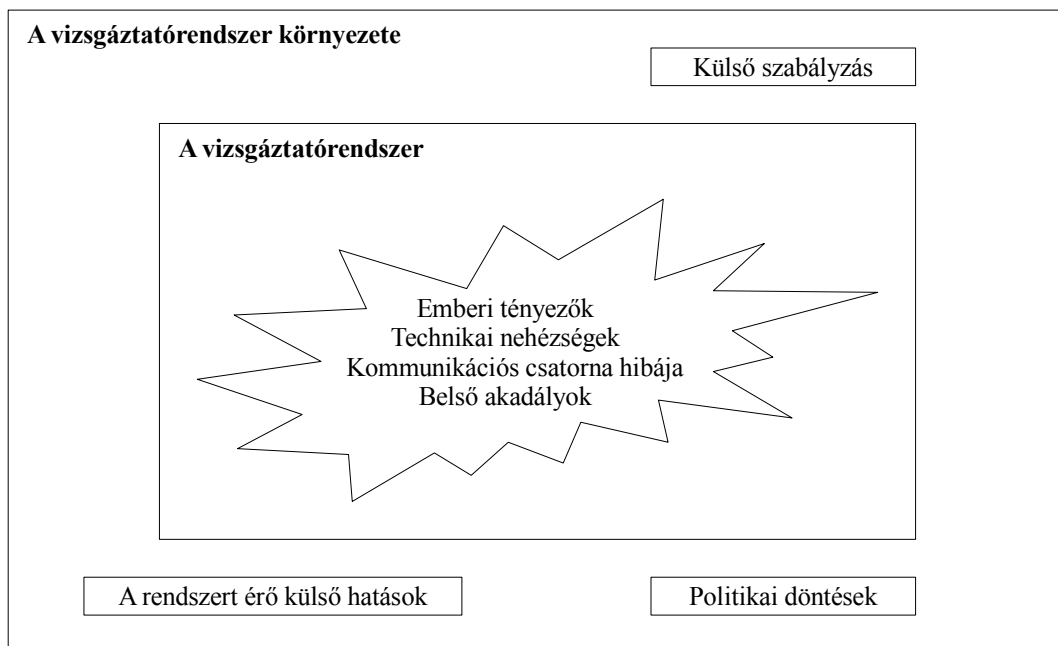 A vizsgáztatórendszer környezete
Külső szabályzás
A vizsgáztatórendszer
Emberi tényezők
Technikai nehézségek
Kommunikációs csatorna hibája
Belső akadályok
A rendszert érő külső hatások
Politikai döntések